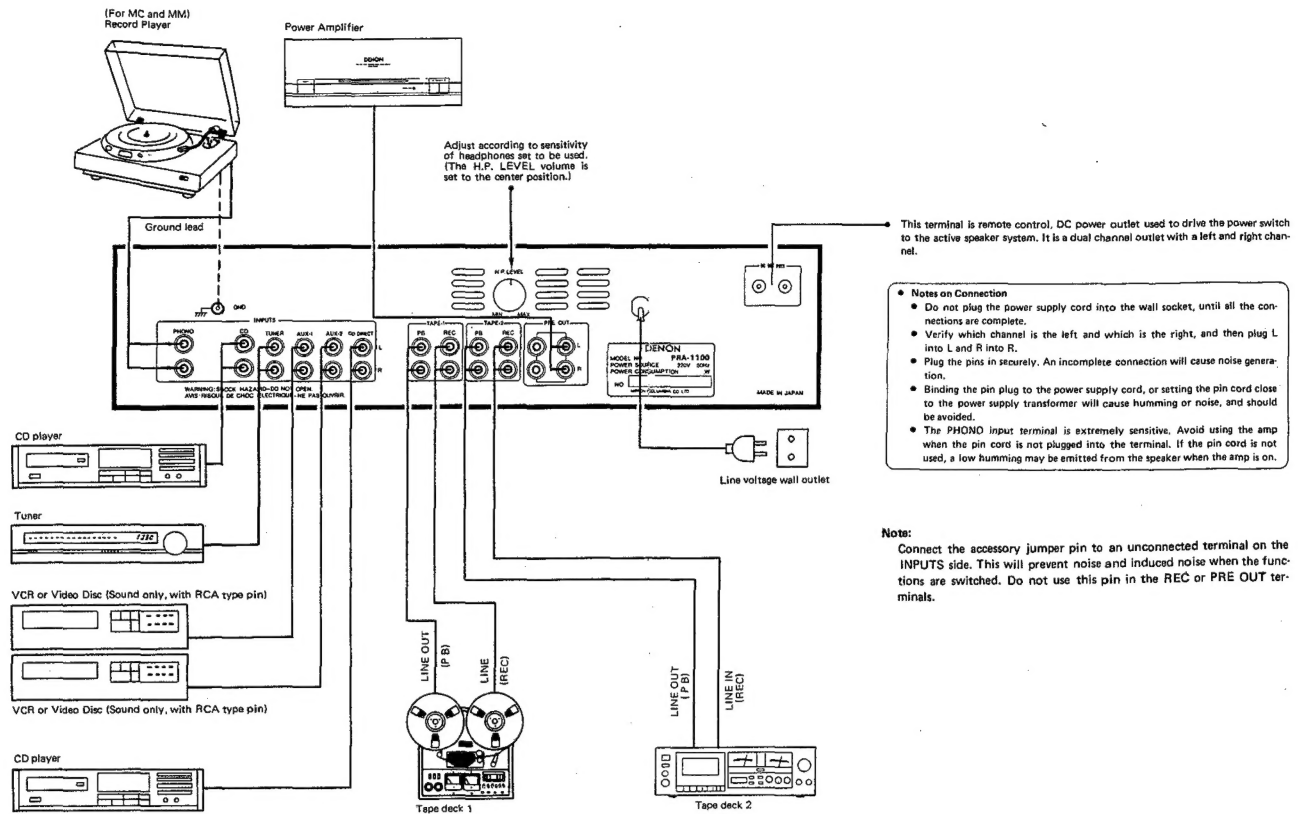 (For MC and MM)
Record Player
Power Amplifier
DENON
Adjust according to sensitivity
of headphones set to be used.
(The H.P. LEVEL volume is
set to the center position.)
Ground lead
This terminal is remote control, DC power outlet used to drive the power switch
to the active speaker system. It is a dual channel outlet with a left and right chan-
nel.
H.P. LEVEL
MIN MAX
GND
INPUTS
PHONO CD TUNER AUX-1 AUX-2 CD DIRECT
TAPE-1 TAPE-2 PRE OUT
PB REC PB REC
L L
R R
WARNING: SHOCK HAZARD-DO NOT OPEN.
AVIS: RISQUE DE CHOC ELECTRIQUE-NE PAS OUVRIR.
DENON
MODEL NO PRA-1100
POWER SOURCE 220V 50Hz
POWER CONSUMPTION W
NO
NIPPON COLUMBIA CO LTD
MADE IN JAPAN
• Notes on Connection
• Do not plug the power supply cord into the wall socket, until all the con-
nections are complete.
• Verify which channel is the left and which is the right, and then plug L
into L and R into R.
• Plug the pins in securely. An incomplete connection will cause noise genera-
tion.
• Binding the pin plug to the power supply cord, or setting the pin cord close
to the power supply transformer will cause humming or noise, and should
be avoided.
• The PHONO input terminal is extremely sensitive. Avoid using the amp
when the pin cord is not plugged into the terminal. If the pin cord is not
used, a low humming may be emitted from the speaker when the amp is on.
CD player
Line voltage wall outlet
Tuner
Note:
Connect the accessory jumper pin to an unconnected terminal on the
INPUTS side. This will prevent noise and induced noise when the func-
tions are switched. Do not use this pin in the REC or PRE OUT ter-
minals.
VCR or Video Disc (Sound only, with RCA type pin)
VCR or Video Disc (Sound only, with RCA type pin)
LINE OUT
(P B)
LINE
(REC)
LINE OUT
(P B)
LINE IN
(REC)
CD player
Tape deck 1
Tape deck 2